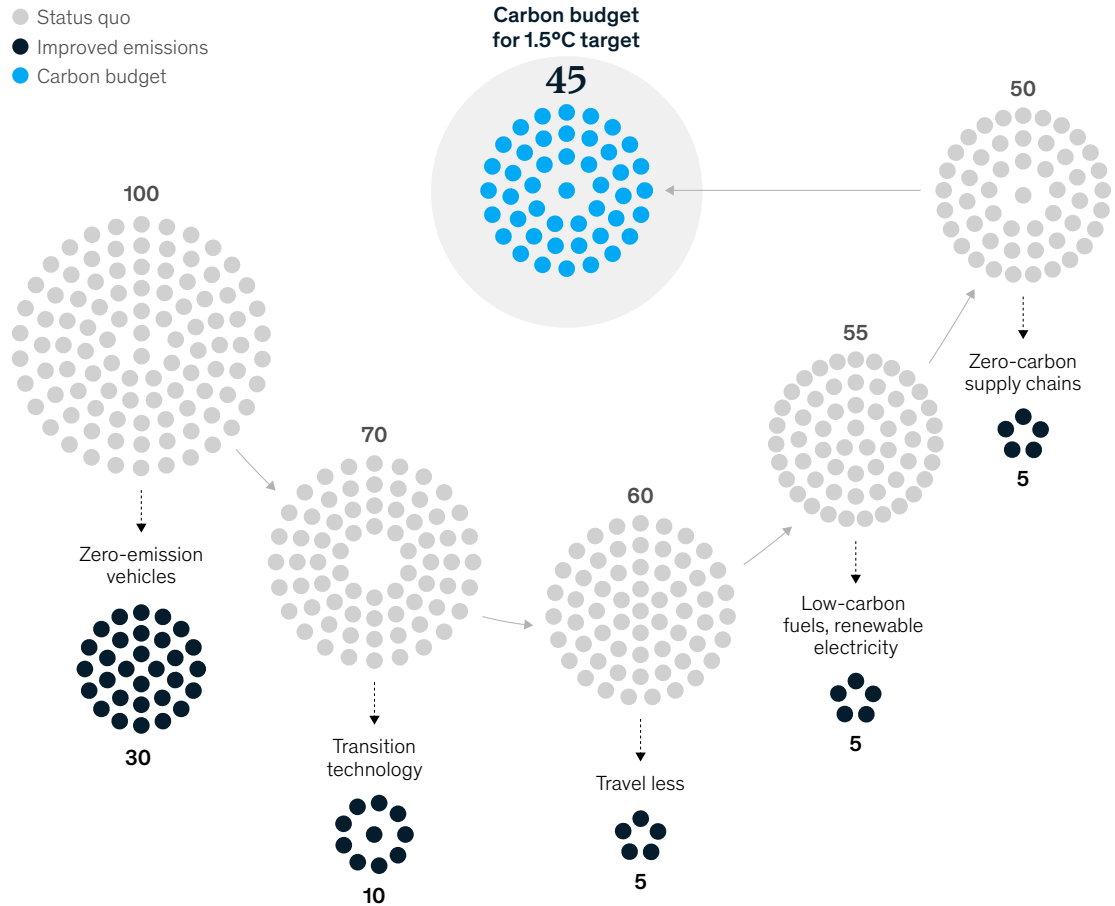 Status quo
Improved emissions
Carbon budget
Carbon budget
for 1.5°C target
45
100
Zero-emission
vehicles
30
70
Transition
technology
10
60
Travel less
5
55
Low-carbon
fuels, renewable
electricity
5
50
Zero-carbon
supply chains
5